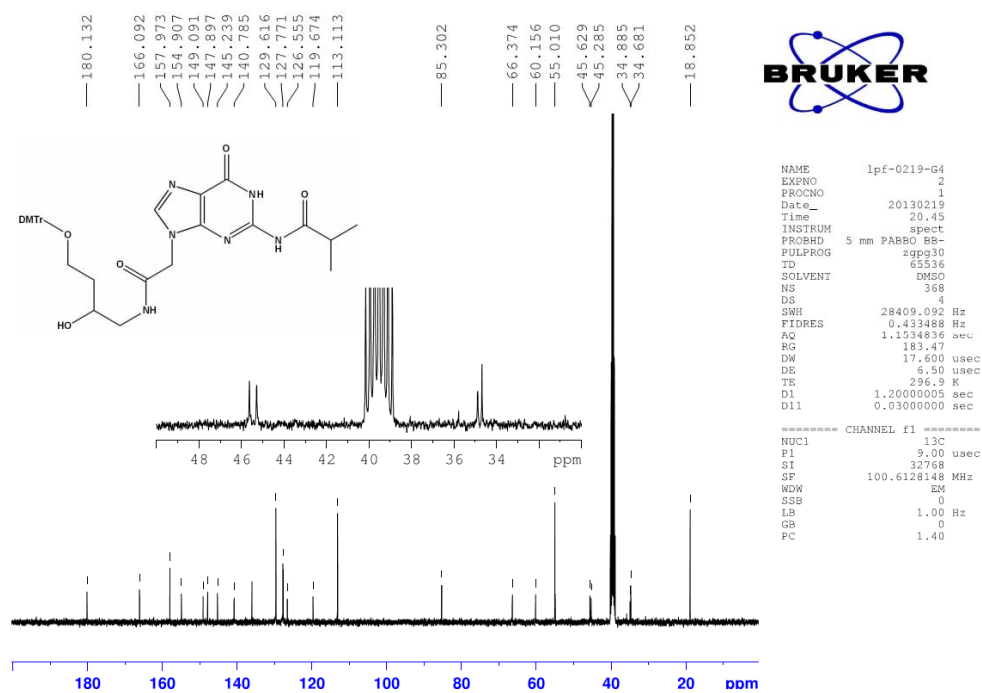 180.132
166.092
157.973
154.907
149.091
147.897
145.239
140.785
129.616
127.771
126.555
119.674
113.113
85.302
66.374
60.156
55.010
45.629
45.285
34.885
34.681
18.852
BRUKER
O
N
NH
O
DMTr
O
N
N
N
H
O
NH
HO
48 46 44 42 40 38 36 34 ppm
180 160 140 120 100 80 60 40 20 ppm
NAME lpf-0219-G4
EXPNO 2
PROCNO 1
Date_ 20130219
Time 20.45
INSTRUM spect
PROBHD 5 mm PABBO BB-
PULPROG zgpg30
TD 65536
SOLVENT DMSO
NS 368
DS 4
SWH 28409.092 Hz
FIDRES 0.433488 Hz
AQ 1.1534836 sec
RG 183.47
DW 17.600 usec
DE 6.50 usec
TE 296.9 K
D1 1.20000005 sec
D11 0.03000000 sec
======== CHANNEL f1 ========
NUC1 13C
P1 9.00 usec
SI 32768
SF 100.6128148 MHz
WDW EM
SSB 0
LB 1.00 Hz
GB 0
PC 1.40